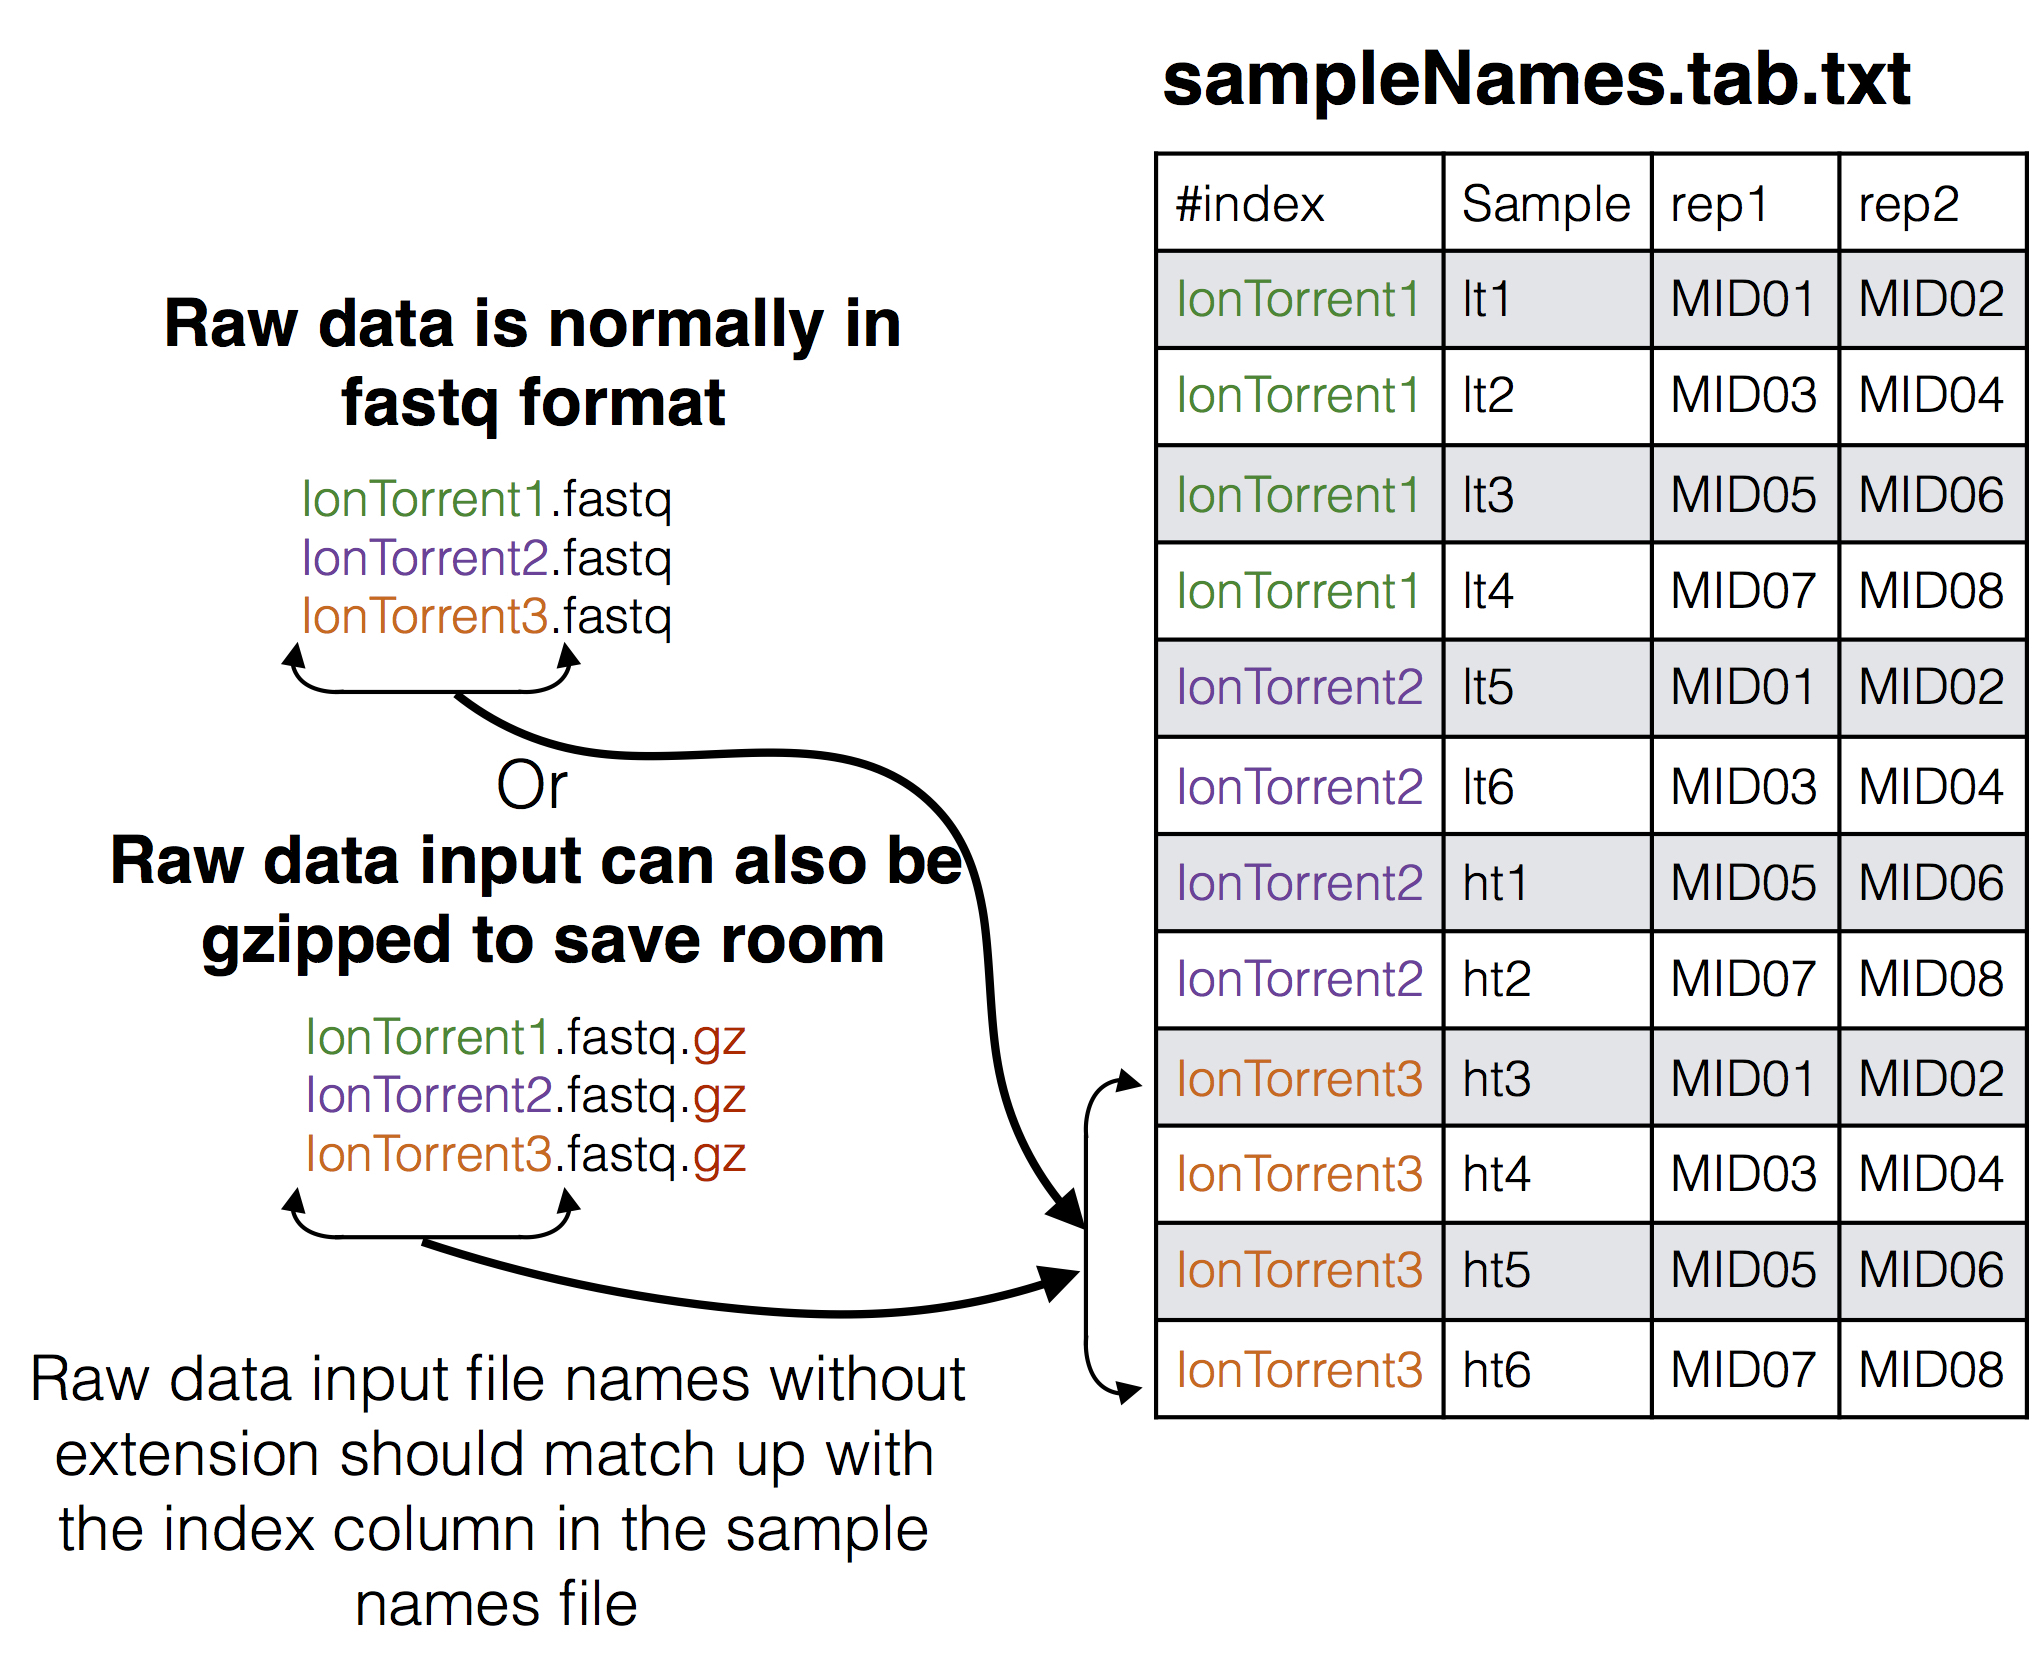 sampleNames.tab.txt
#index Sample rep1 rep2
IonTorrent1 lt1 MID01 MID02
IonTorrent1 lt2 MID03 MID04
IonTorrent1 lt3 MID05 MID06
IonTorrent1 lt4 MID07 MID08
IonTorrent2 lt5 MID01 MID02
IonTorrent2 lt6 MID03 MID04
IonTorrent2 ht1 MID05 MID06
IonTorrent2 ht2 MID07 MID08
IonTorrent3 ht3 MID01 MID02
IonTorrent3 ht4 MID03 MID04
IonTorrent3 ht5 MID05 MID06
IonTorrent3 ht6 MID07 MID08
Raw data is normally in
fastq format
IonTorrent1.fastq
IonTorrent2.fastq
IonTorrent3.fastq
Or
Raw data input can also be
gzipped to save room
IonTorrent1.fastq.gz
IonTorrent2.fastq.gz
IonTorrent3.fastq.gz
Raw data input file names without
extension should match up with
the index column in the sample
names file